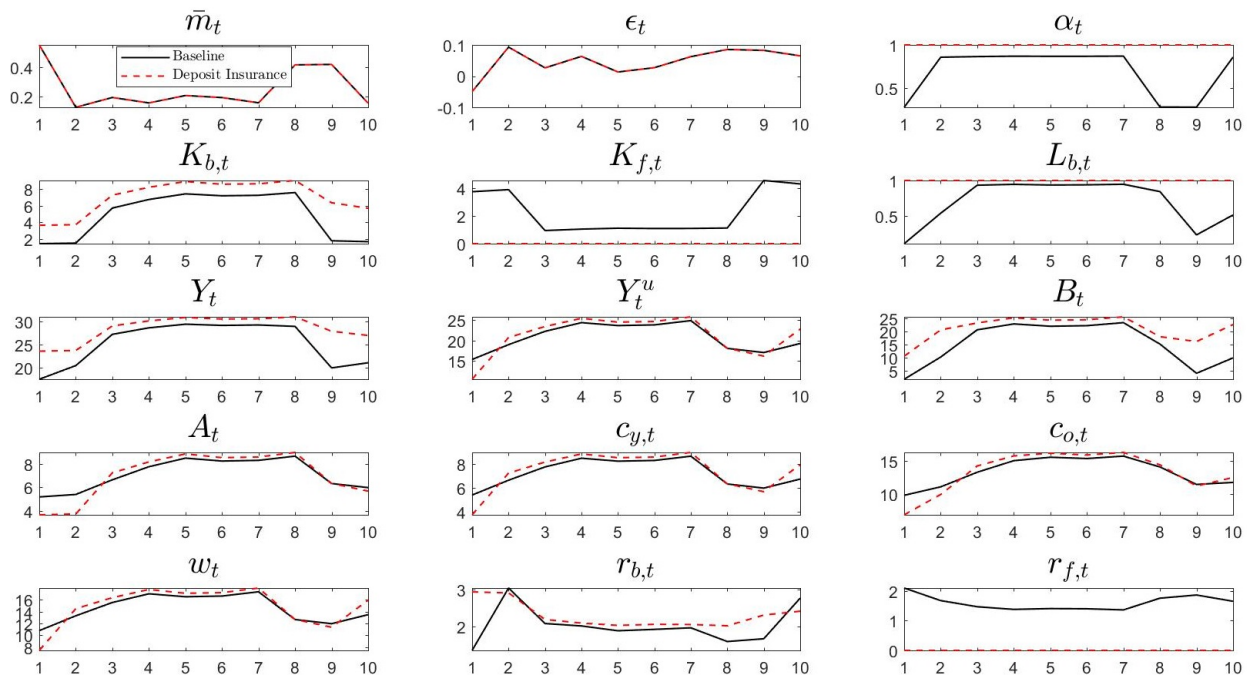 m̄_t ε_t α_t
Baseline
Deposit Insurance
0.4
0.2
1 2 3 4 5 6 7 8 9 10
0.1
0
-0.1
1 2 3 4 5 6 7 8 9 10
1
0.5
1 2 3 4 5 6 7 8 9 10
K_{b,t} K_{f,t} L_{b,t}
8
6
4
2
1 2 3 4 5 6 7 8 9 10
4
2
0
1 2 3 4 5 6 7 8 9 10
1
0.5
1 2 3 4 5 6 7 8 9 10
Y_t Y_t^u B_t
30
25
20
1 2 3 4 5 6 7 8 9 10
25
20
15
1 2 3 4 5 6 7 8 9 10
25
20
15
10
5
1 2 3 4 5 6 7 8 9 10
A_t c_{y,t} c_{o,t}
8
6
4
1 2 3 4 5 6 7 8 9 10
8
6
4
1 2 3 4 5 6 7 8 9 10
15
10
1 2 3 4 5 6 7 8 9 10
w_t r_{b,t} r_{f,t}
16
14
12
10
8
1 2 3 4 5 6 7 8 9 10
3
2
1 2 3 4 5 6 7 8 9 10
2
1
0
1 2 3 4 5 6 7 8 9 10